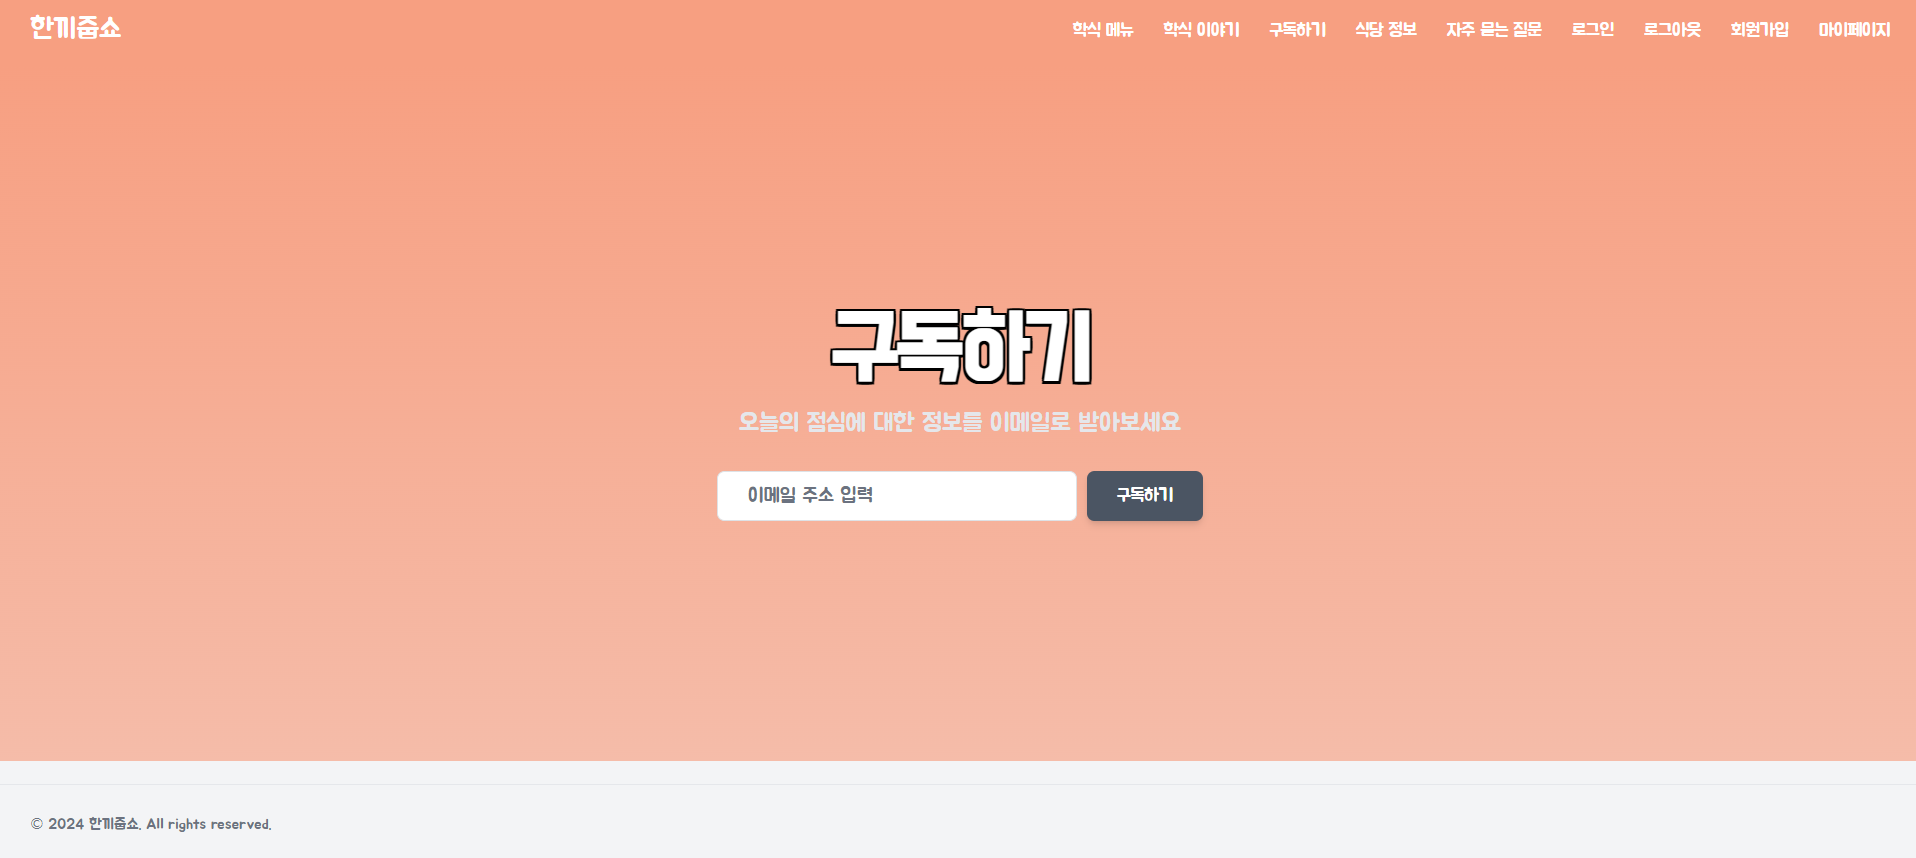 한끼줍쇼
학식 메뉴 학식 이야기 구독하기 식당 정보 자주 묻는 질문 로그인 로그아웃 회원가입 마이페이지
구독하기
오늘의 점심에 대한 정보를 이메일로 받아보세요
이메일 주소 입력 구독하기
© 2024 한끼줍쇼. All rights reserved.